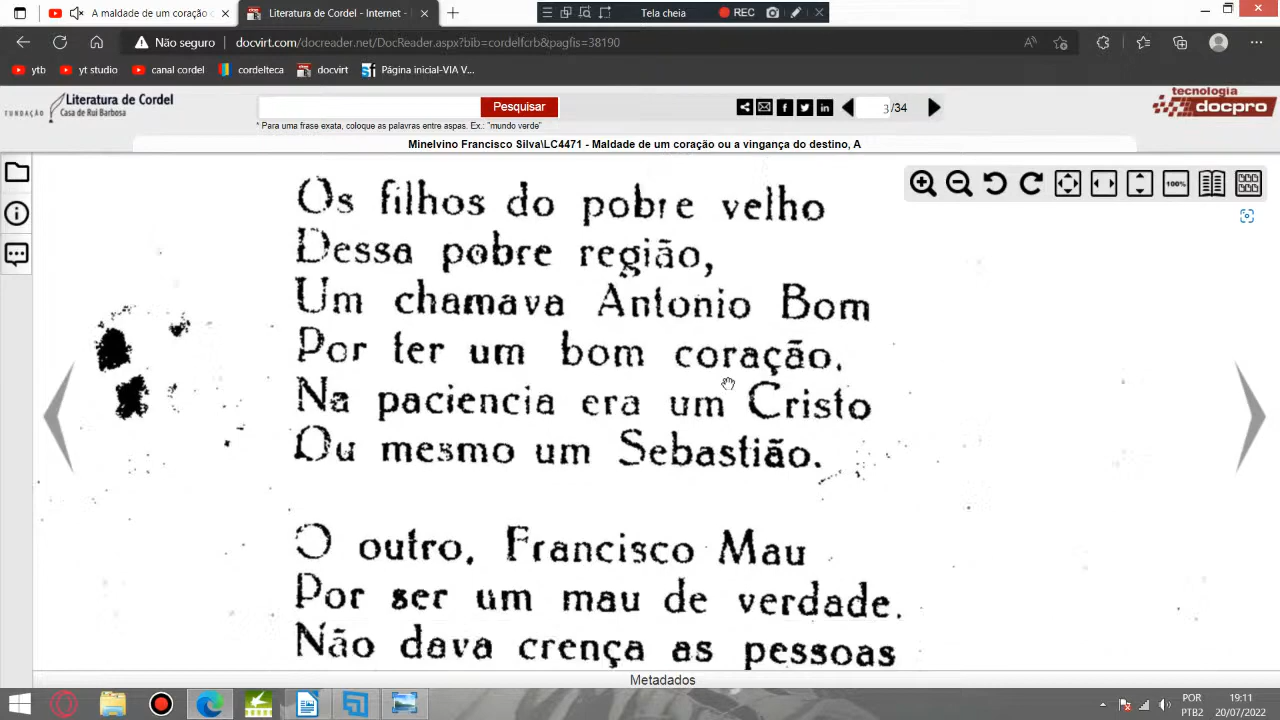 A maldade de um coração
Literatura de Cordel - Internet -
Tela cheia
REC
Não seguro
docvirt.com/docreader.net/DocReader.aspx?bib=cordelfcrb&pagfis=38190
ytb
yt studio
canal cordel
cordelteca
docvirt
Página inicial-VIA V...
FUNDAÇÃO
Literatura de Cordel
Casa de Rui Barbosa
Pesquisar
3 /34
tecnologia
docpro
* Para uma frase exata, coloque as palavras entre aspas. Ex.: "mundo verde"
Minelvino Francisco Silva\LC4471 - Maldade de um coração ou a vingança do destino, A
100%
Os filhos do pobre velho
Dessa pobre região,
Um chamava Antonio Bom
Por ter um bom coração.
Na paciencia era um Cristo
Ou mesmo um Sebastião.
O outro, Francisco Mau
Por ser um mau de verdade.
Não dava crença as pessoas
Metadados
POR
PTB2
19:11
20/07/2022